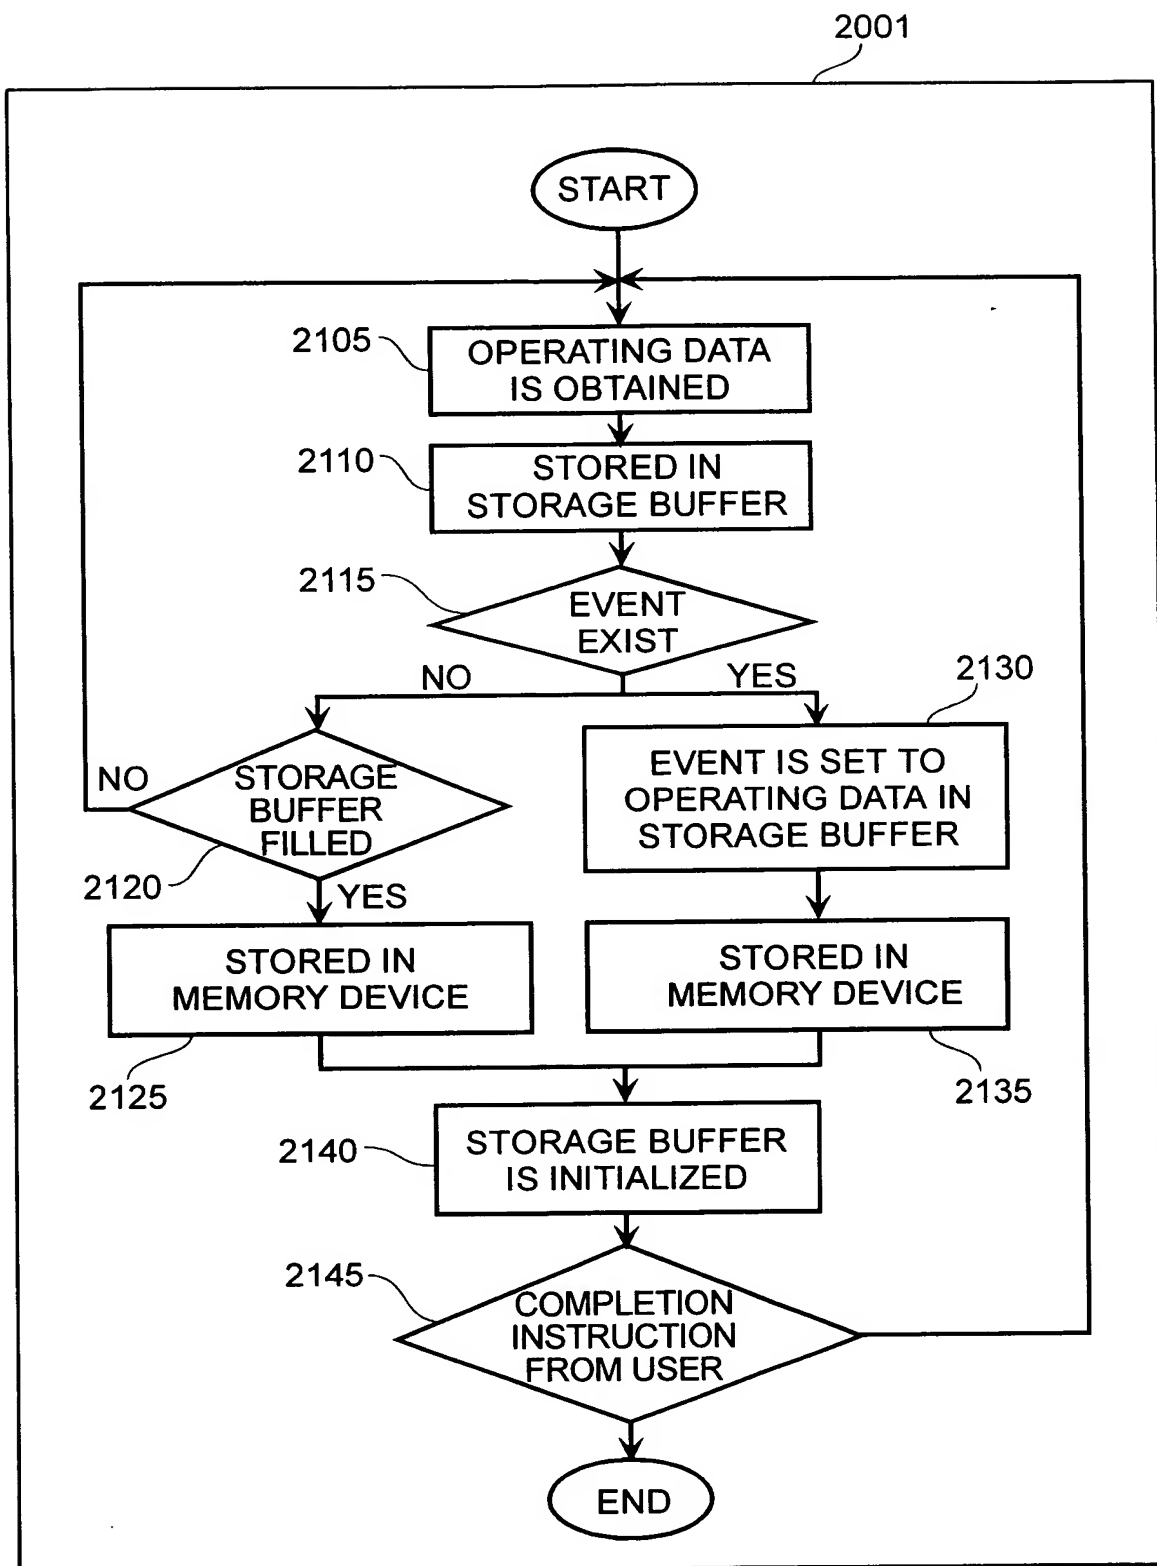 2001
START
2105
OPERATING DATA
IS OBTAINED
2110
STORED IN
STORAGE BUFFER
2115
EVENT
EXIST
NO
YES
2130
NO
STORAGE
BUFFER
FILLED
EVENT IS SET TO
OPERATING DATA IN
STORAGE BUFFER
2120
YES
STORED IN
MEMORY DEVICE
STORED IN
MEMORY DEVICE
2125
2135
2140
STORAGE BUFFER
IS INITIALIZED
2145
COMPLETION
INSTRUCTION
FROM USER
END